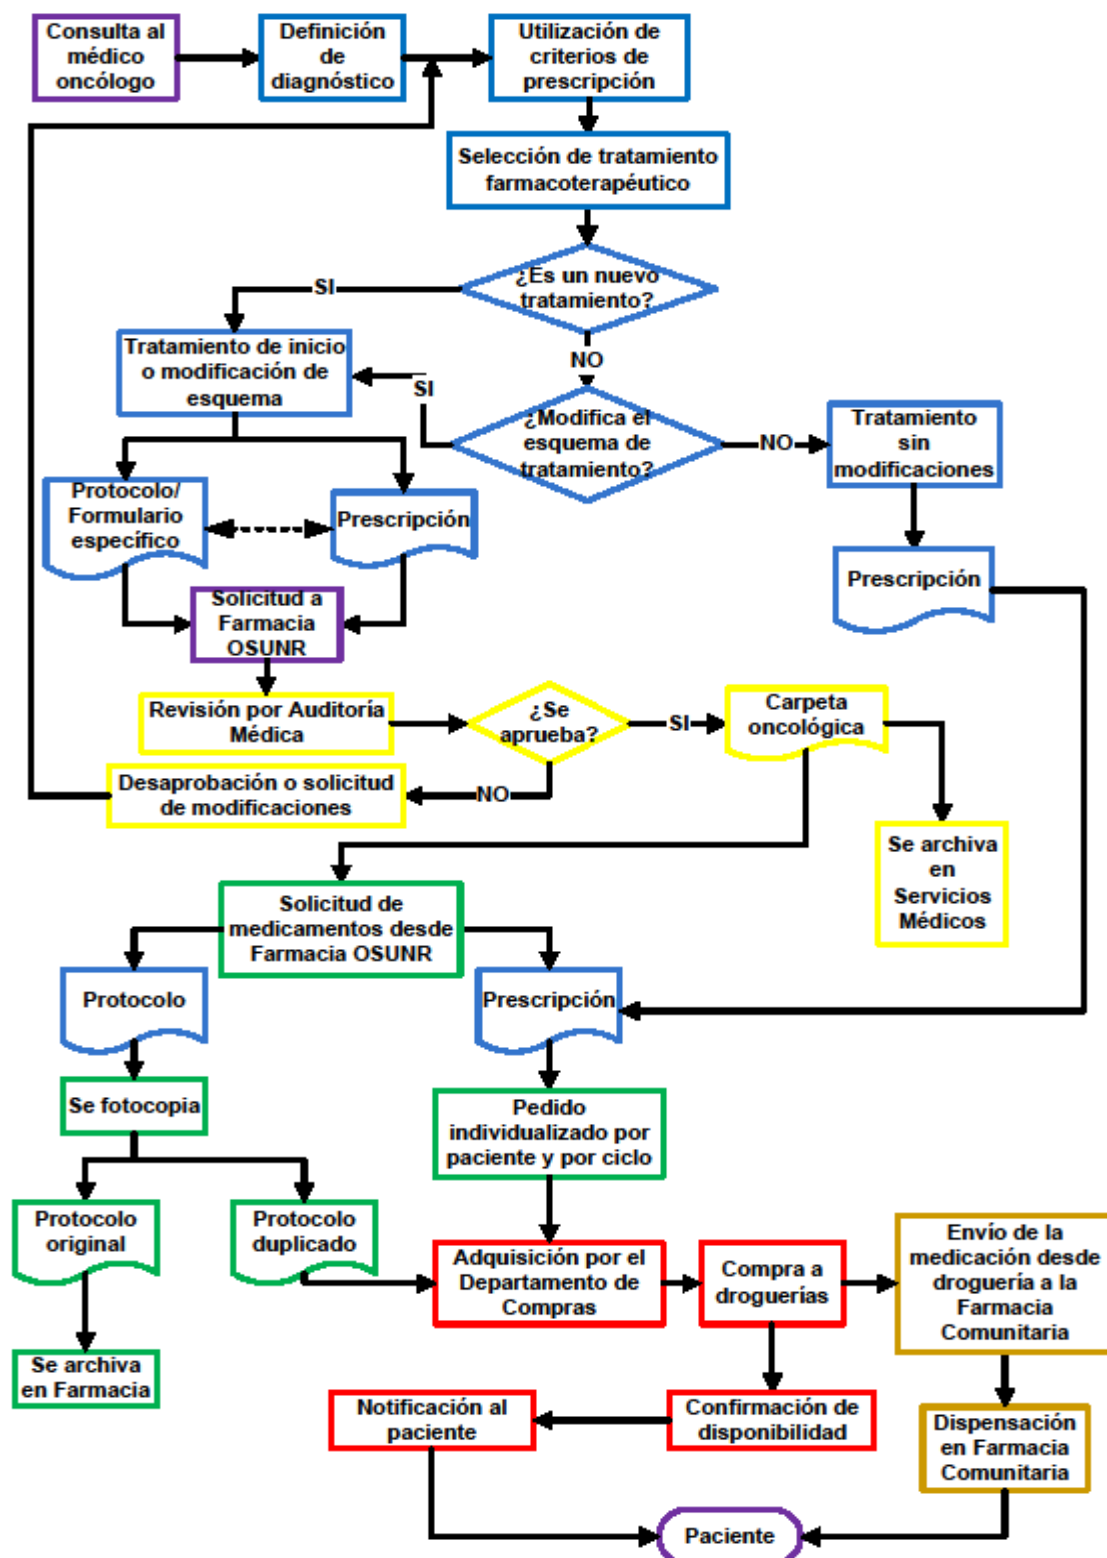 Consulta al
médico
oncólogo
Definición
de
diagnóstico
Utilización de
criterios de
prescripción
Selección de tratamiento
farmacoterapéutico
¿Es un nuevo
tratamiento?
SI
NO
Tratamiento de inicio
o modificación de
esquema
SI
¿Modifica el
esquema de
tratamiento?
NO
Tratamiento
sin
modificaciones
Protocolo/
Formulario
específico
Prescripción
Prescripción
Solicitud a
Farmacia
OSUNR
Revisión por Auditoría
Médica
¿Se
aprueba?
SI
Carpeta
oncológica
Desaprobación o solicitud
de modificaciones
NO
Se archiva
en
Servicios
Médicos
Solicitud de
medicamentos desde
Farmacia OSUNR
Protocolo
Prescripción
Se fotocopia
Pedido
individualizado por
paciente y por ciclo
Protocolo
original
Protocolo
duplicado
Adquisición por el
Departamento de
Compras
Compra a
droguerías
Envío de la
medicación desde
droguería a la
Farmacia
Comunitaria
Se archiva
en Farmacia
Notificación al
paciente
Confirmación de
disponibilidad
Dispensación
en Farmacia
Comunitaria
Paciente